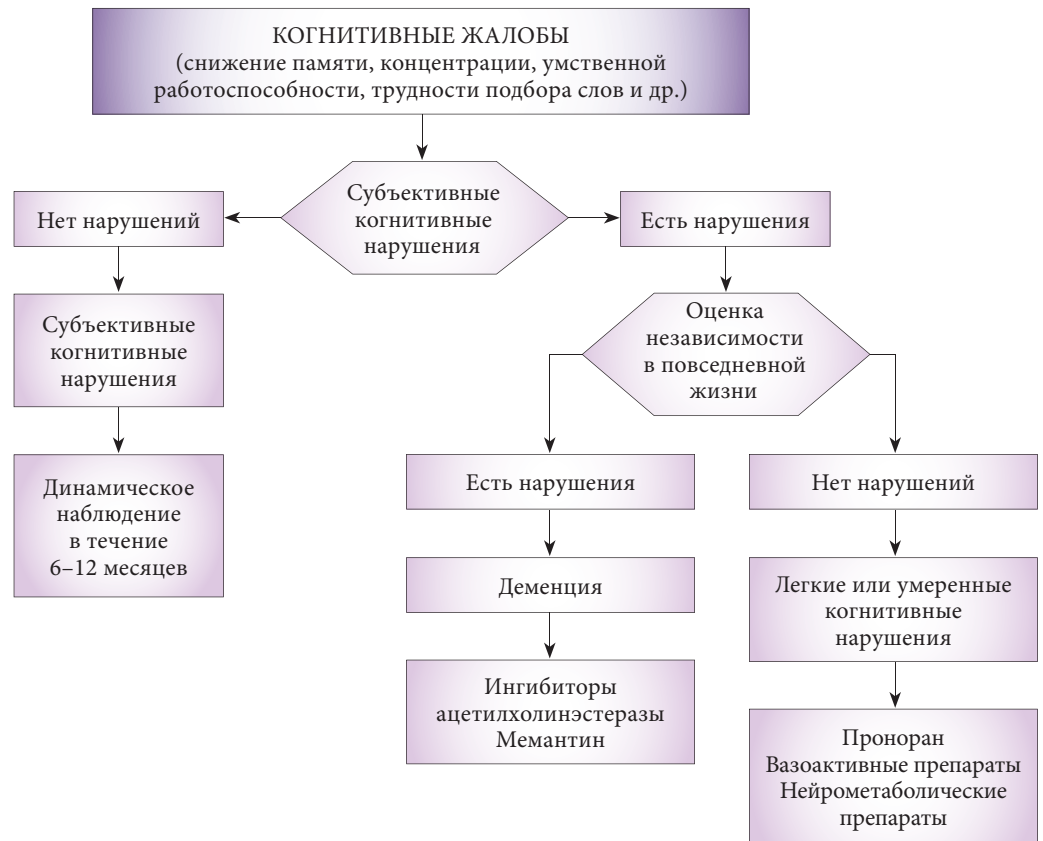 КОГНИТИВНЫЕ ЖАЛОБЫ
(снижение памяти, концентрации, умственной
работоспособности, трудности подбора слов и др.)
Субъективные
когнитивные
нарушения
Нет нарушений
Есть нарушения
Субъективные
когнитивные
нарушения
Оценка
независимости
в повседневной
жизни
Динамическое
наблюдение
в течение
6–12 месяцев
Есть нарушения
Нет нарушений
Деменция
Легкие или умеренные
когнитивные
нарушения
Ингибиторы
ацетилхолинэстеразы
Мемантин
Проноран
Вазоактивные препараты
Нейрометаболические
препараты